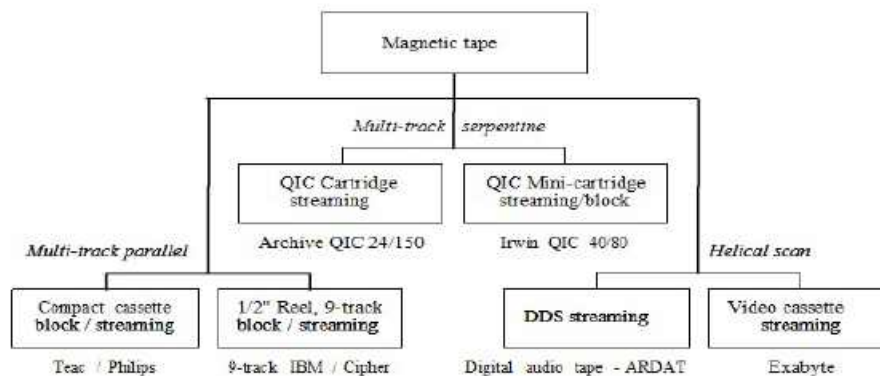 Magnetic tape
Multi-track serpentine
QIC Cartridge
streaming
QIC Mini-cartridge
streaming/block
Archive QIC 24/150
Irwin QIC 40/80
Multi-track parallel
Helical scan
Compact cassette
block / streaming
1/2" Reel, 9-track
block / streaming
DDS streaming
Video cassette
streaming
Teac / Philips
9-track IBM / Cipher
Digital audio tape - ARDAT
Exabyte